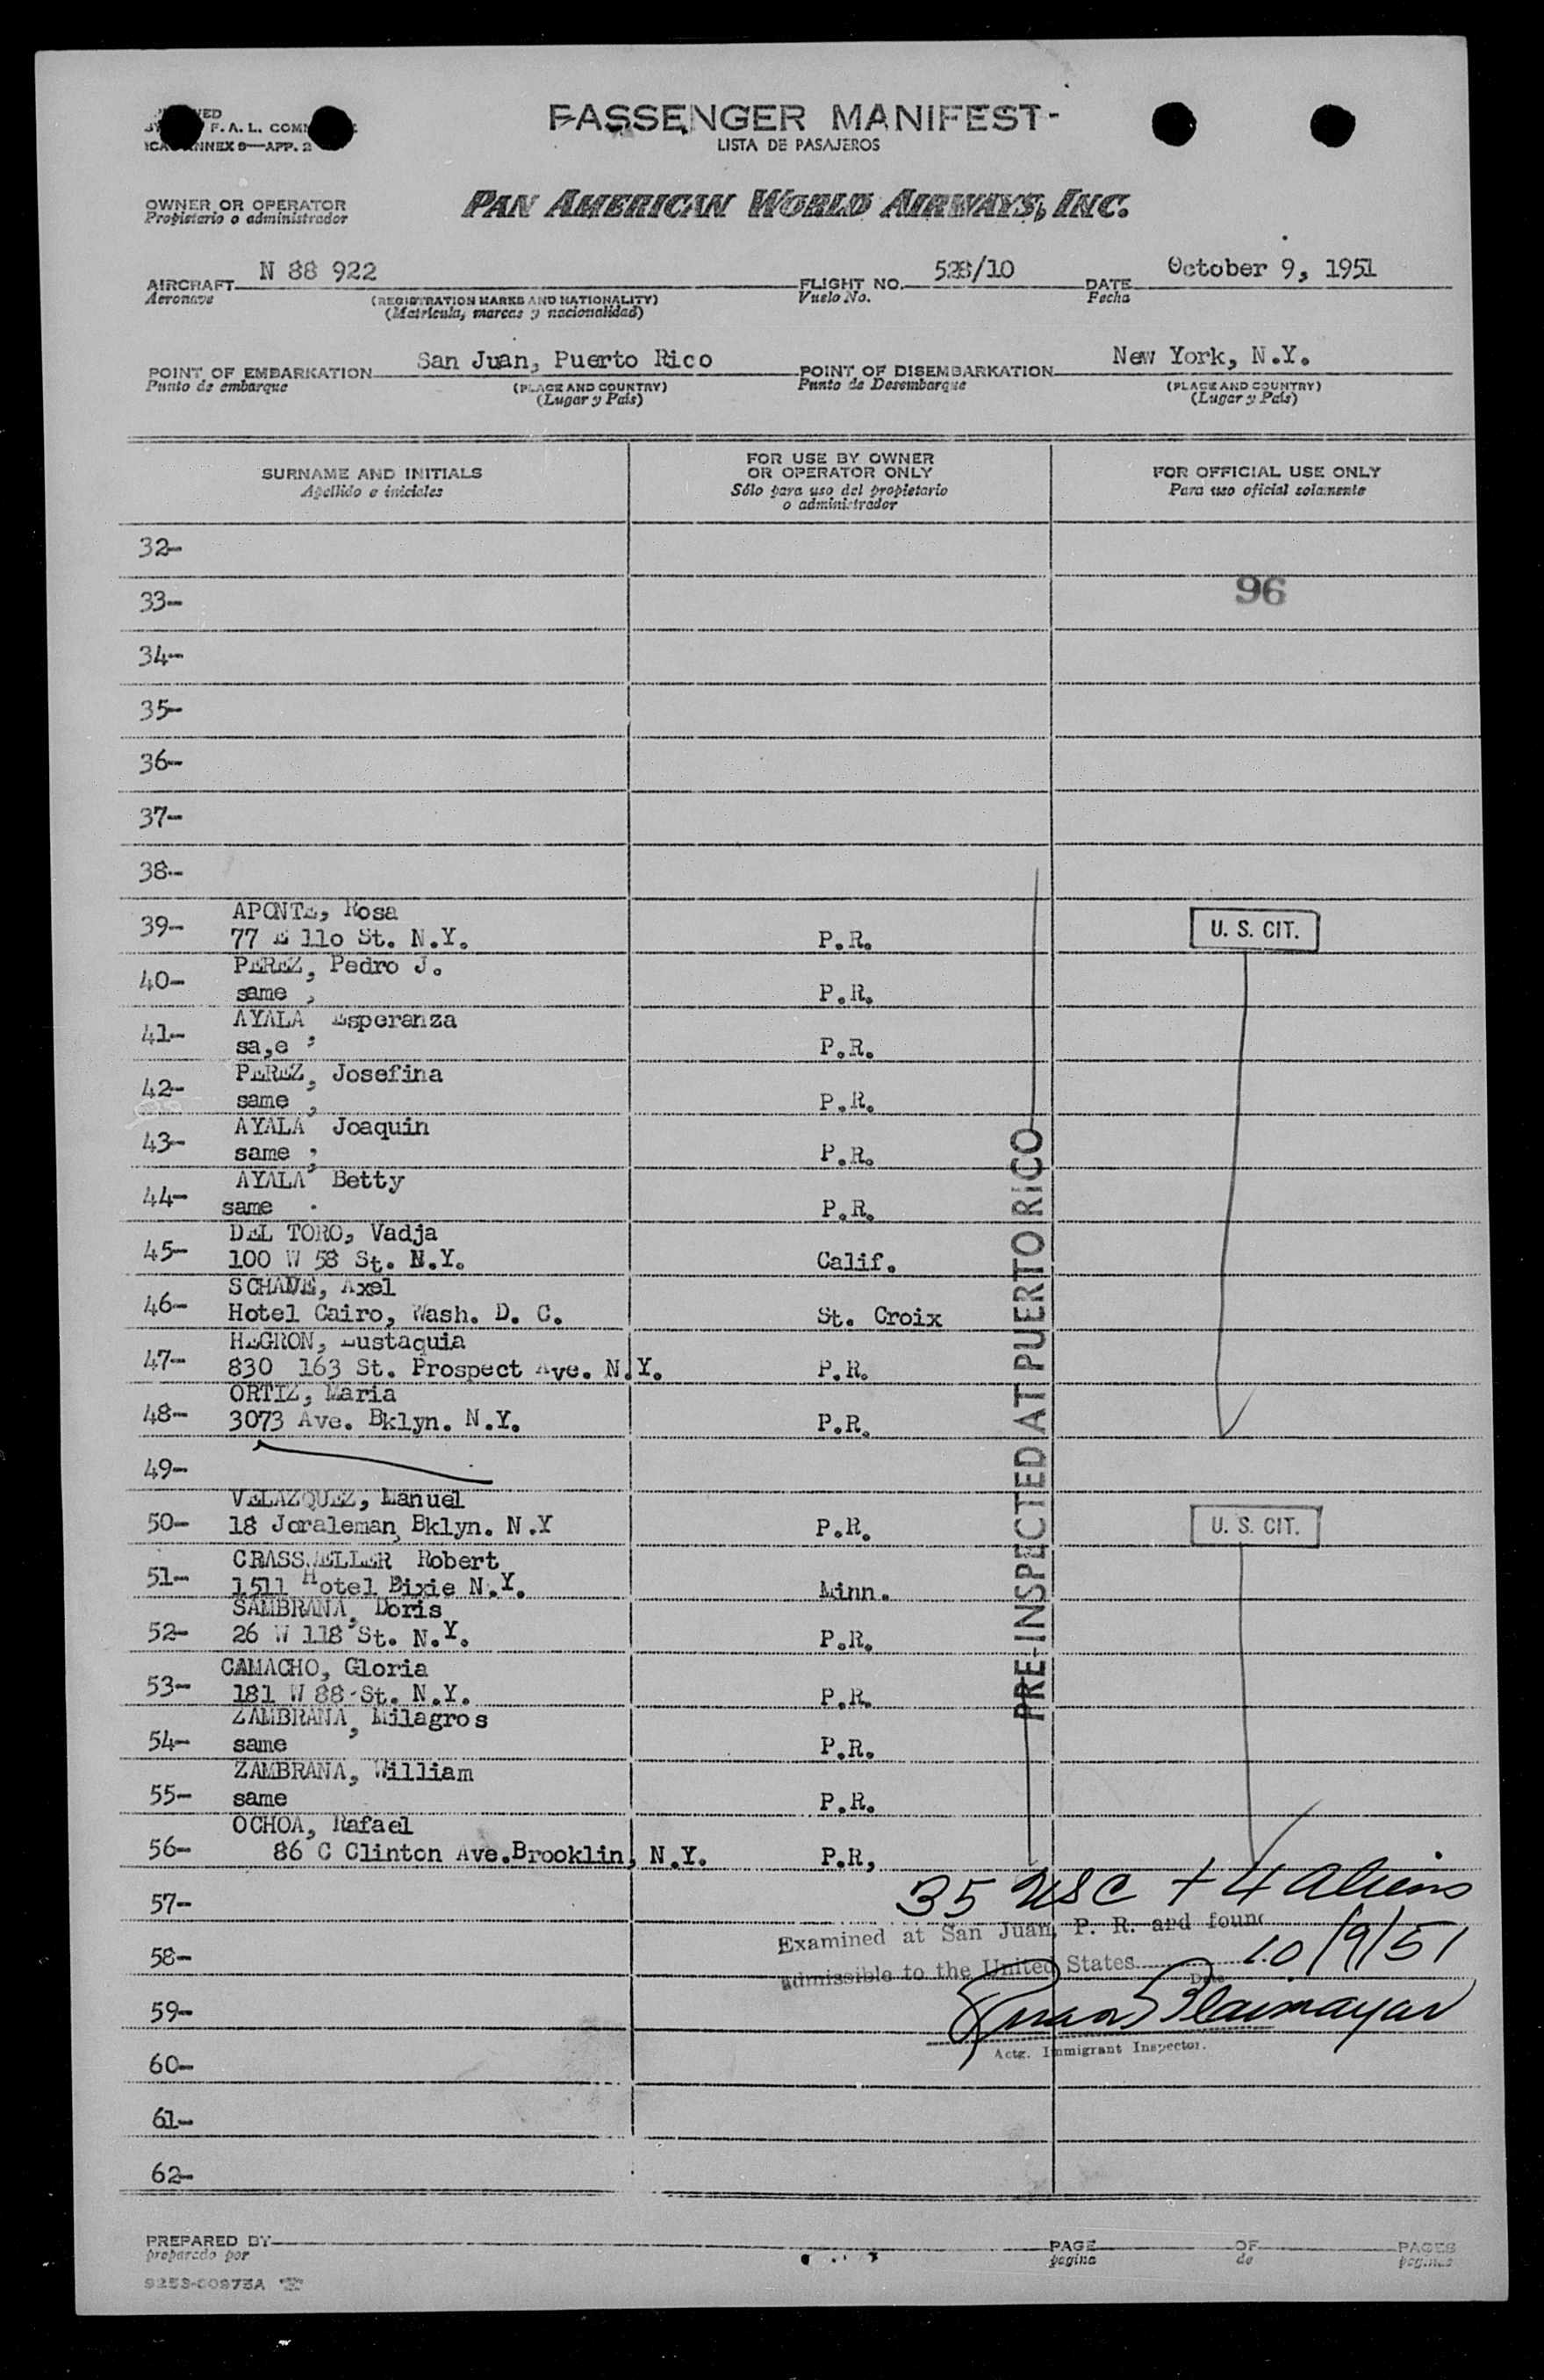 F. A. L. COM
ANNEX 9—APP. 2
PASSENGER MANIFEST-
LISTA DE PASAJEROS
OWNER OR OPERATOR
Propietario o administrador
PAN AMERICAN WORLD AIRWAYS, INC.
AIRCRAFT N 88 922 FLIGHT NO. 528/10 DATE October 9, 1951
Aeronave (REGISTRATION MARKS AND NATIONALITY) Vuelo No. Fecha
(Matrícula, marcas y nacionalidad)
POINT OF EMBARKATION San Juan, Puerto Rico POINT OF DISEMBARKATION New York, N.Y.
Punto de embarque (PLACE AND COUNTRY) Punto de Desembarque (PLACE AND COUNTRY)
(Lugar y País) (Lugar y País)
SURNAME AND INITIALS
Apellido e iniciales
FOR USE BY OWNER
OR OPERATOR ONLY
Sólo para uso del propietario
o administrador
FOR OFFICIAL USE ONLY
Para uso oficial solamente
32-
33- 96
34-
35-
36-
37-
38-
APONTE, Rosa
39- 77 E 110 St. N.Y. P.R. U. S. CIT.
PEREZ, Pedro J.
40- same , P.R.
AYALA Esperanza
41- sa,e , P.R.
PEREZ, Josefina
42- same , P.R.
AYALA Joaquin
43- same , P.R.
AYALA Betty
44- same . P.R.
DEL TORO, Vadja
45- 100 W 58 St. N.Y. Calif.
SCHADE, Axel
46- Hotel Cairo, Wash. D. C. St. Croix
HEGRON, Eustaquia
47- 830 163 St. Prospect Ave. N.Y. P.R.
ORTIZ, Maria
48- 3073 Ave. Bklyn. N.Y. P.R.
49-
VELAZQUEZ, Manuel
50- 18 Joraleman, Bklyn. N.Y P.R. U. S. CIT.
CRASSWELLER Robert
51- 1511 Hotel Dixie N.Y. Minn.
SAMBRANA, Doris
52- 26 W 118 St. N.Y. P.R.
CAMACHO, Gloria
53- 181 W 88 St. N.Y. P.R.
ZAMBRANA, Milagros
54- same P.R.
ZAMBRANA, William
55- same P.R.
OCHOA, Rafael
56- 86 C Clinton Ave.Brooklin, N.Y. P.R,
PRE-INSPECTED AT PUERTO RICO
35 USC + 4 aliens
57-
Examined at San Juan, P. R. and found
58- admissible to the United States 10/9/51
Date
59-
Actg. Immigrant Inspector.
60-
61-
62-
PREPARED BY PAGE OF PAGES
preparado por pagina de paginas